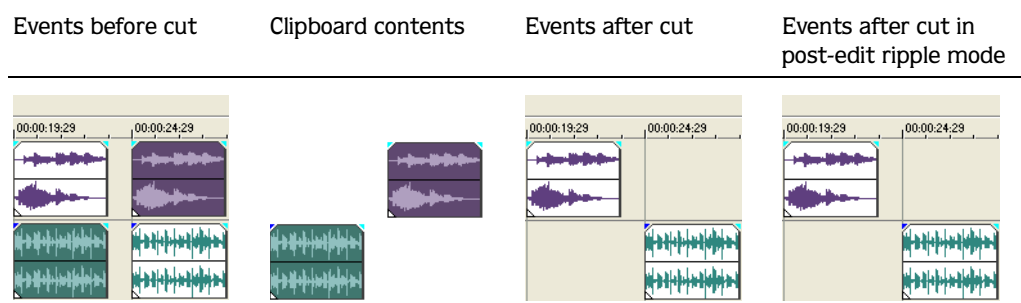 Events before cut
Clipboard contents
Events after cut
Events after cut in
post-edit ripple mode
00:00:19:29 00:00:24:29
00:00:19:29 00:00:24:29
00:00:19:29 00:00:24:29